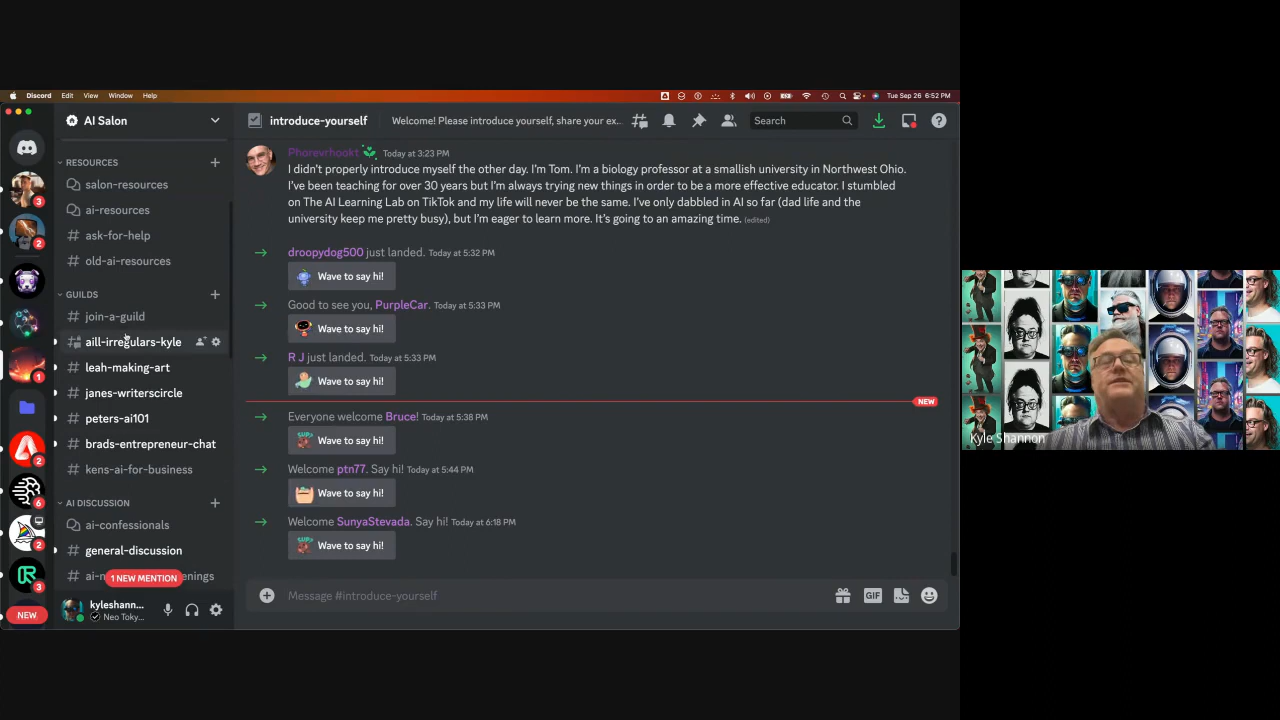 Discord Edit View Window Help
Tue Sep 26 6:52 PM
AI Salon
introduce-yourself
Welcome! Please introduce yourself, share your ex...
Search
RESOURCES
salon-resources
ai-resources
ask-for-help
old-ai-resources
GUILDS
join-a-guild
aill-irregulars-kyle
leah-making-art
janes-writerscircle
peters-ai101
brads-entrepreneur-chat
kens-ai-for-business
AI DISCUSSION
ai-confessionals
general-discussion
1 NEW MENTION
kyleshann...
Neo Toky...
3
2
1
2
6
2
3
NEW
Phorevrhookt Today at 3:23 PM
I didn't properly introduce myself the other day. I'm Tom. I'm a biology professor at a smallish university in Northwest Ohio.
I've been teaching for over 30 years but I'm always trying new things in order to be a more effective educator. I stumbled
on The AI Learning Lab on TikTok and my life will never be the same. I've only dabbled in AI so far (dad life and the
university keep me pretty busy), but I'm eager to learn more. It's going to an amazing time. (edited)
droopydog500 just landed. Today at 5:32 PM
Wave to say hi!
Good to see you, PurpleCar. Today at 5:33 PM
Wave to say hi!
R J just landed. Today at 5:33 PM
Wave to say hi!
NEW
Everyone welcome Bruce! Today at 5:38 PM
Wave to say hi!
Welcome ptn77. Say hi! Today at 5:44 PM
Wave to say hi!
Welcome SunyaStevada. Say hi! Today at 6:18 PM
Wave to say hi!
Message #introduce-yourself
GIF
Kyle Shannon